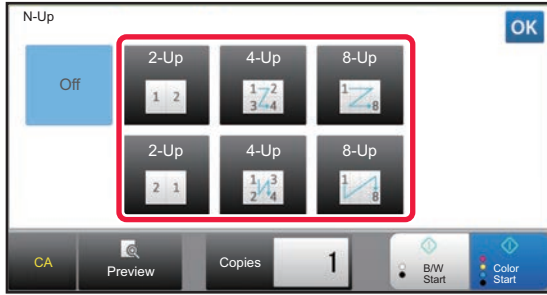 N-Up
OK
Off
2-Up
4-Up
8-Up
1 2
1 2
3 4
1
8
2-Up
4-Up
8-Up
2 1
1 3
2 4
1
8
CA
Preview
Copies
1
B/W
Start
Color
Start